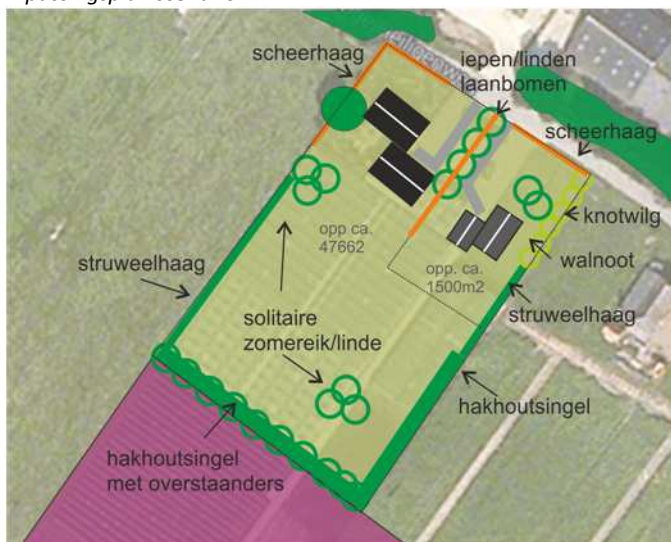 scheerhaag
iepen/linden
laanbomen
scheerhaag
knotwilg
walnoot
opp ca.
47662
opp. ca.
1500m2
struweelhaag
struweelhaag
solitaire
zomereik/linde
hakhoutsingel
hakhoutsingel
met overstaanders